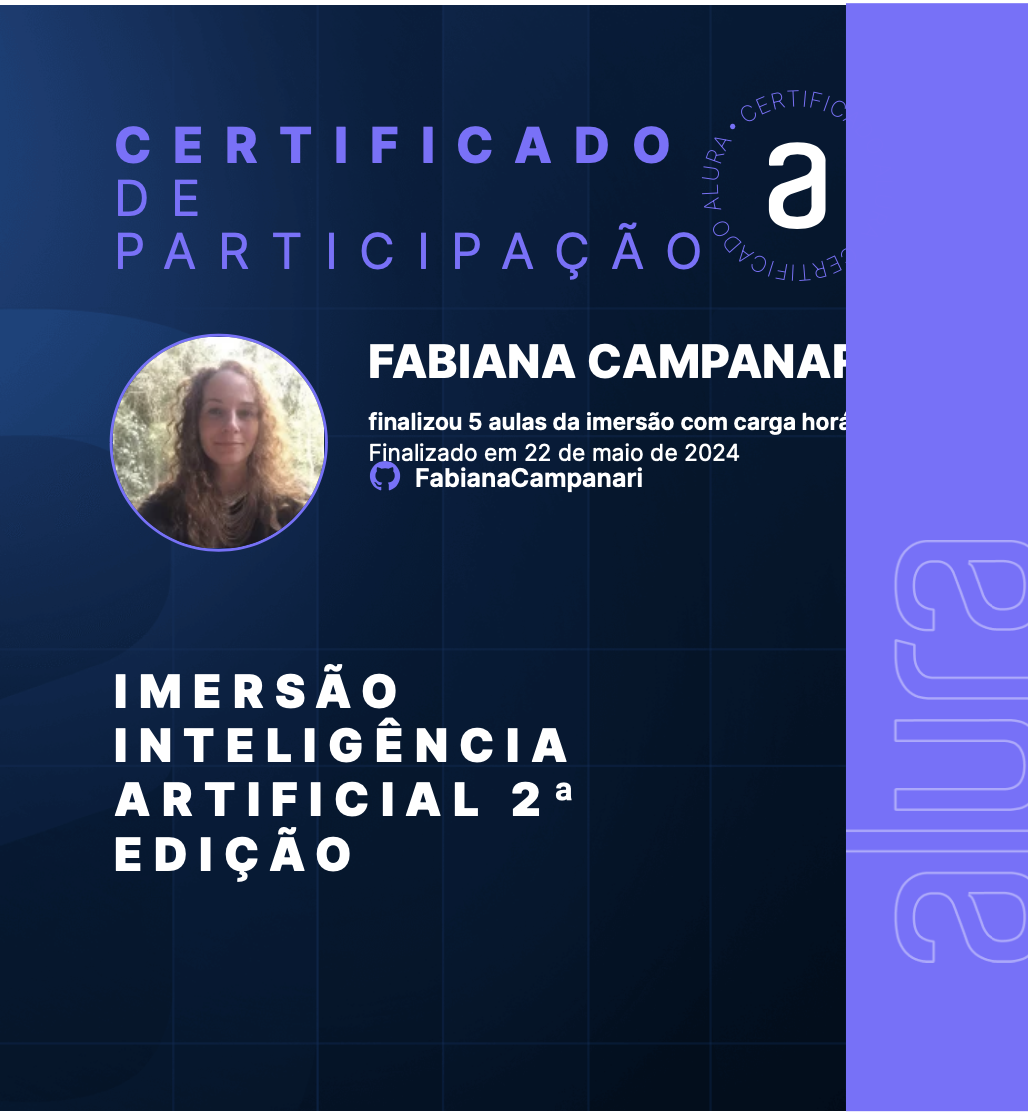 CERTIFICADO
DE
PARTICIPAÇÃO
CERTIFICADO ALURA • CERTIFICA
a
FABIANA CAMPANAR
finalizou 5 aulas da imersão com carga horá
Finalizado em 22 de maio de 2024
FabianaCampanari
IMERSÃO
INTELIGÊNCIA
ARTIFICIAL 2ª
EDIÇÃO
alura